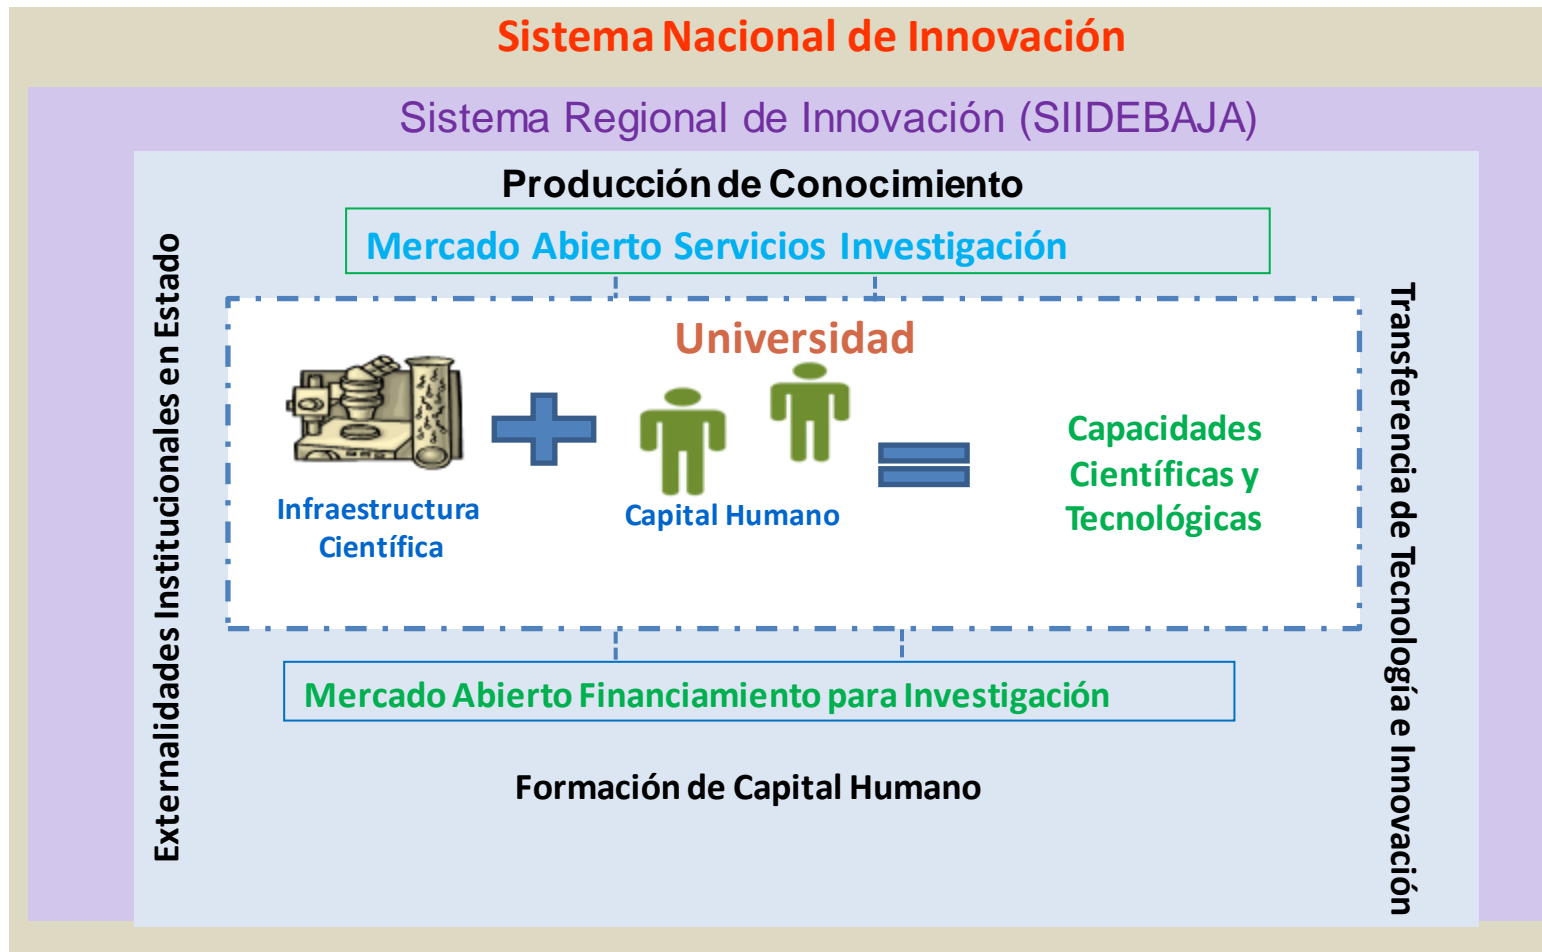 Sistema Nacional de Innovación
Sistema Regional de Innovación (SIIDEBAJA)
Producción de Conocimiento
Mercado Abierto Servicios Investigación
Externalidades Institucionales en Estado
Universidad
Infraestructura
Científica
Capital Humano
Capacidades
Científicas y
Tecnológicas
Transferencia de Tecnología e Innovación
Mercado Abierto Financiamiento para Investigación
Formación de Capital Humano